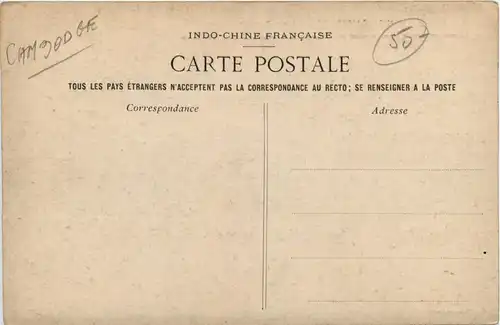 CAMBODGE
INDO-CHINE FRANÇAISE
50-
CARTE POSTALE
TOUS LES PAYS ÉTRANGERS N'ACCEPTENT PAS LA CORRESPONDANCE AU RECTO; SE RENSEIGNER A LA POSTE
Correspondance
Adresse